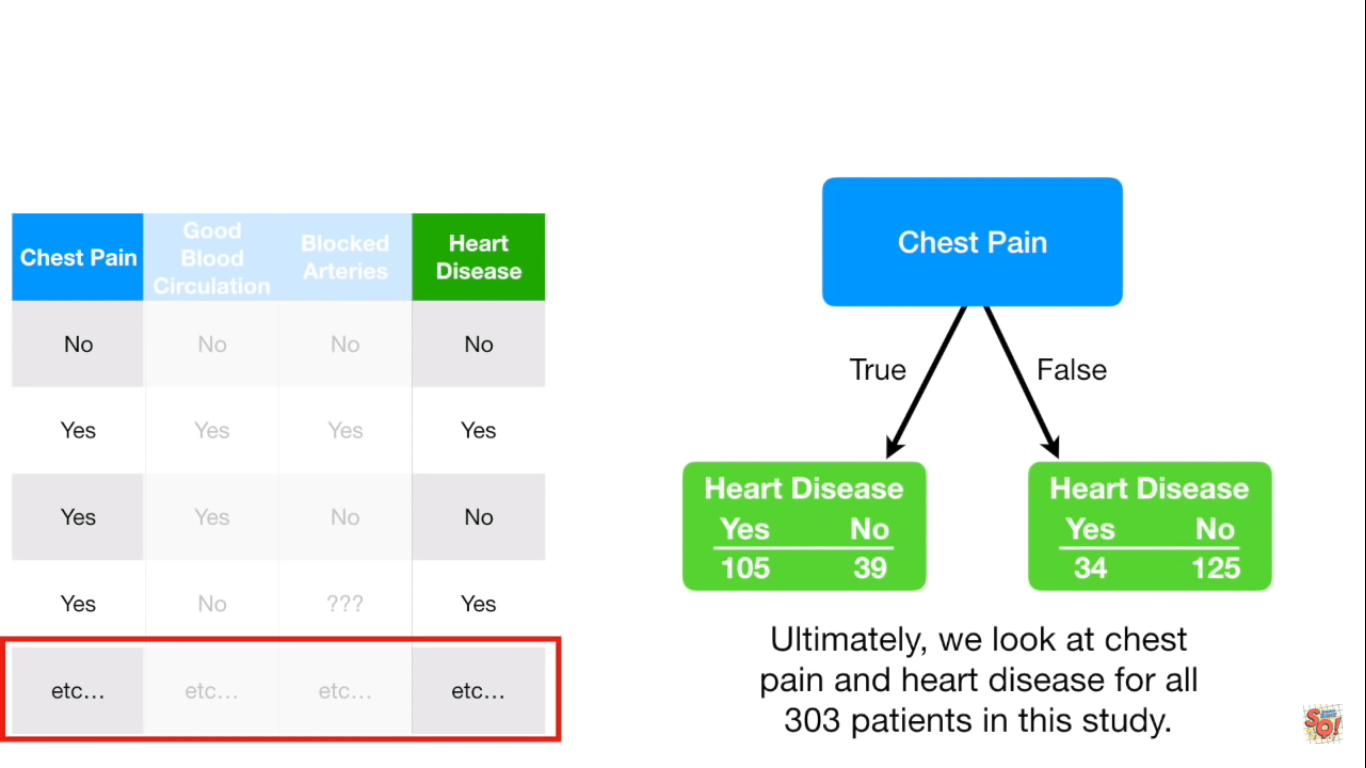 Chest Pain
Good
Blood
Circulation
Blocked
Arteries
Heart
Disease
No No No No
Yes Yes Yes Yes
Yes Yes No No
Yes No ??? Yes
etc... etc... etc... etc...
Chest Pain
True False
Heart Disease
Yes No
105 39
Heart Disease
Yes No
34 125
Ultimately, we look at chest
pain and heart disease for all
303 patients in this study.
SQ!